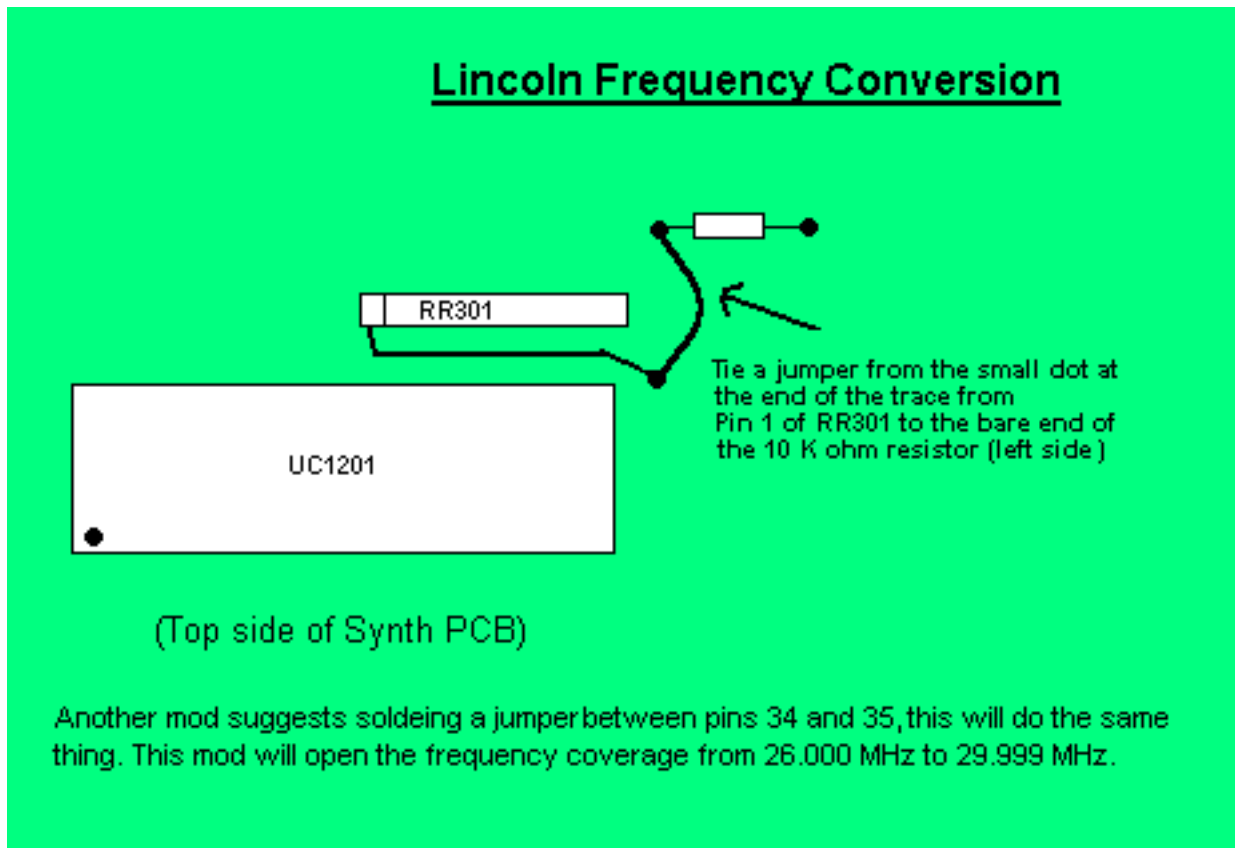 Lincoln Frequency Conversion
RR301
Tie a jumper from the small dot at
the end of the trace from
Pin 1 of RR301 to the bare end of
the 10 K ohm resistor (left side)
UC1201
(Top side of Synth PCB)
Another mod suggests soldeing a jumper between pins 34 and 35, this will do the same
thing. This mod will open the frequency coverage from 26.000 MHz to 29.999 MHz.